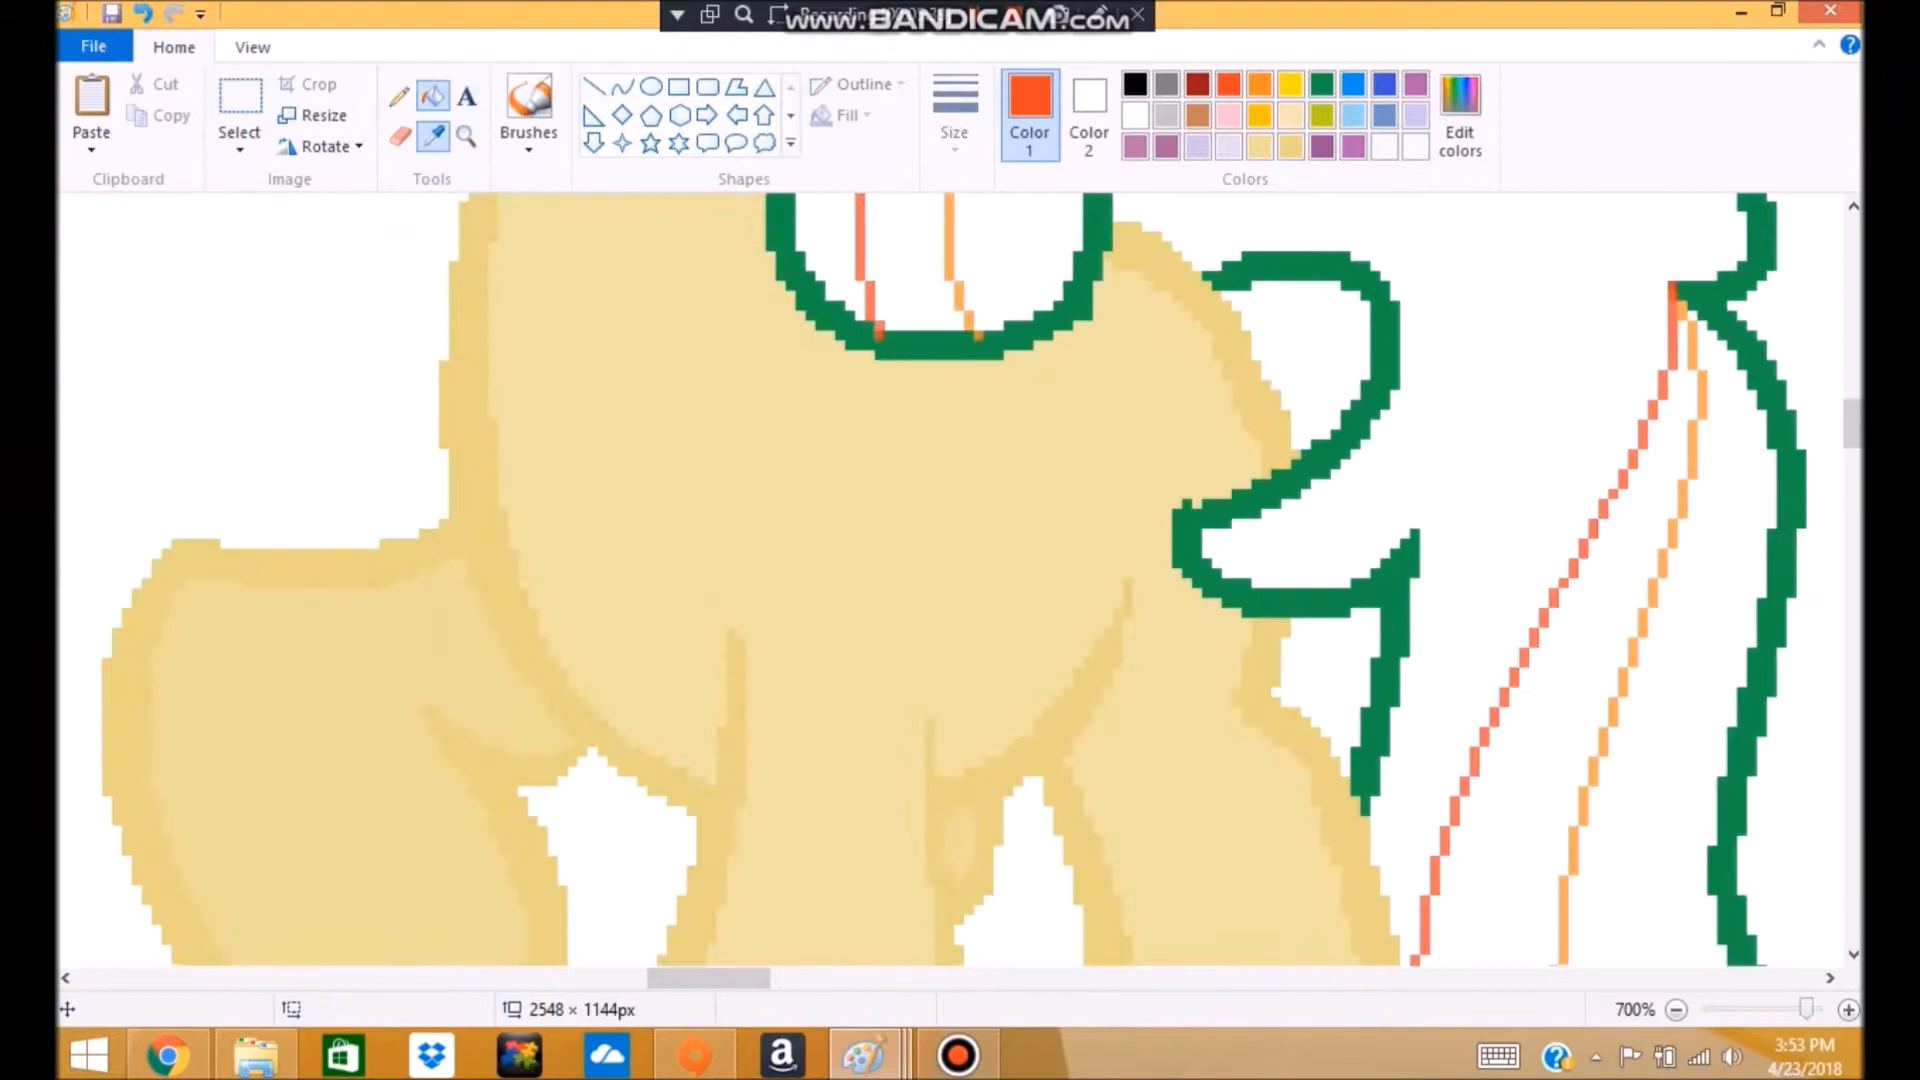 Recording
www.BANDICAM.com
File Home View
Cut
Copy
Paste
Clipboard
Select
Crop
Resize
Rotate
Image
A
Tools
Brushes
Outline
Fill
Shapes
Size
Color 1
Color 2
Edit colors
Colors
2548 × 1144px
700%
3:53 PM
4/23/2018